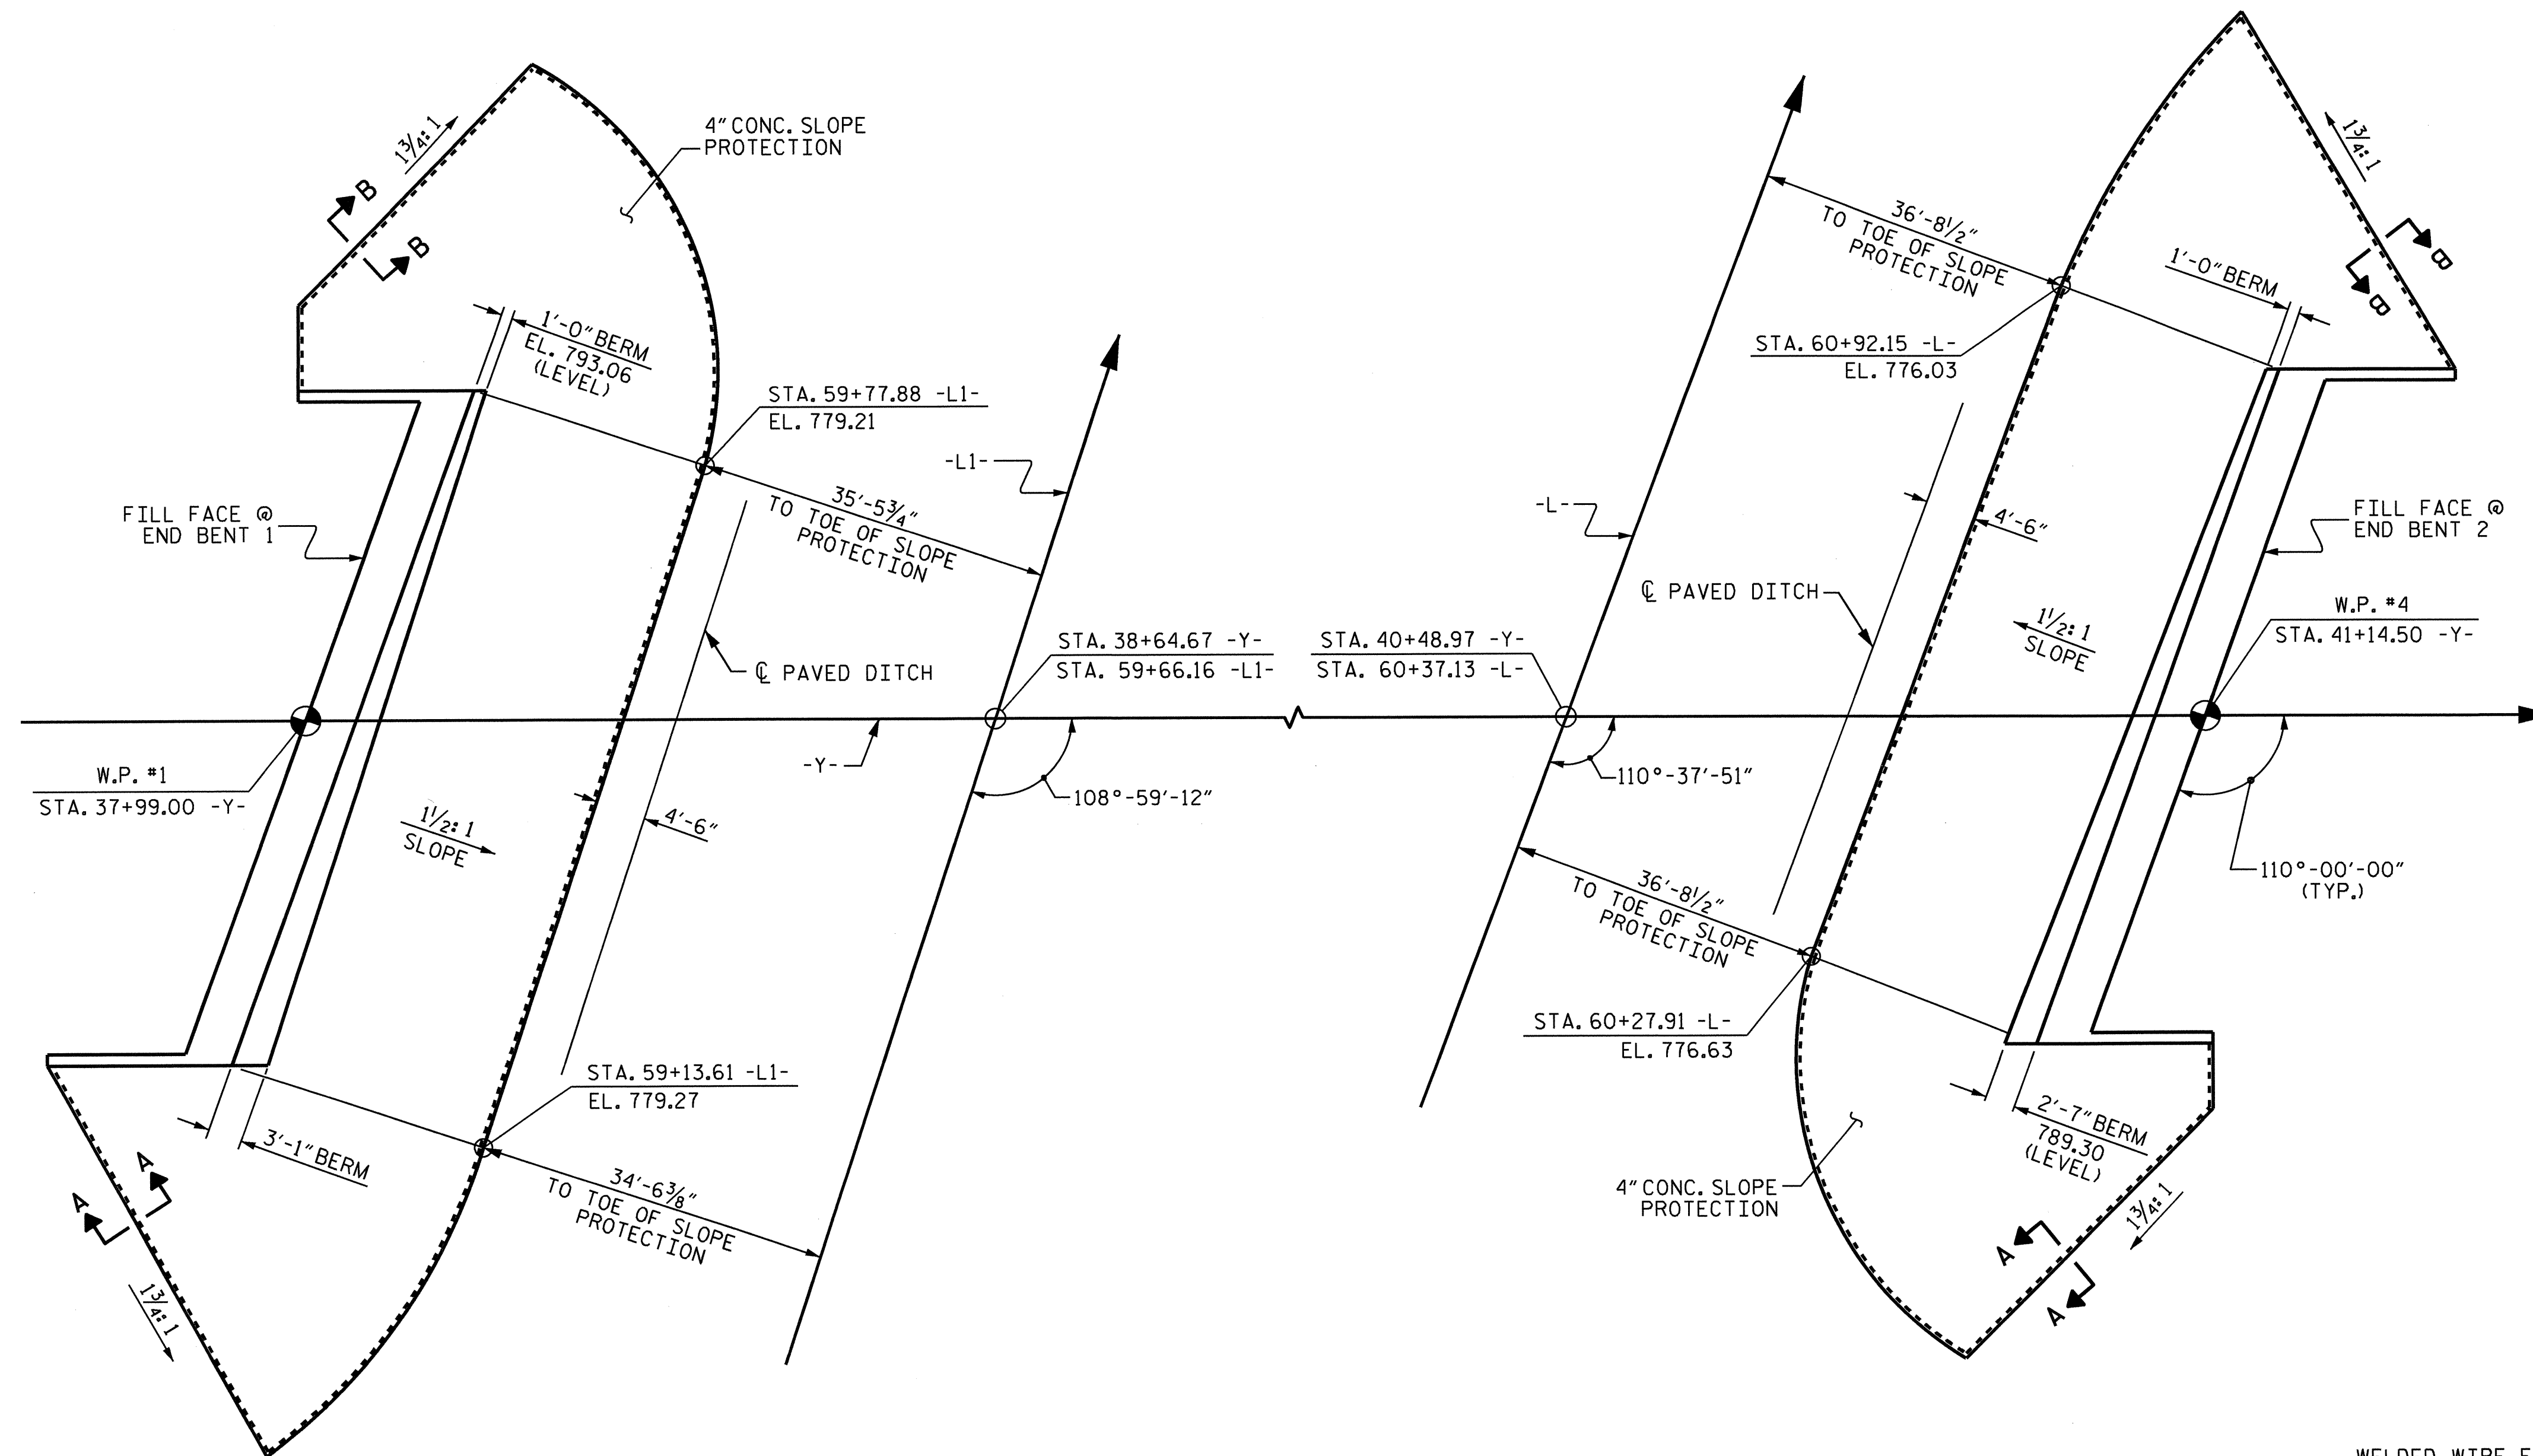 4" CONC. SLOPE
PROTECTION
1¾:1
B
B
1'-0" BERM
EL. 793.06
(LEVEL)
STA. 59+77.88 -L1-
EL. 779.21
-L1-
35'-5¾"
TO TOE OF SLOPE
PROTECTION
FILL FACE @
END BENT 1
℄ PAVED DITCH
STA. 38+64.67 -Y-
STA. 59+66.16 -L1-
W.P. #1
STA. 37+99.00 -Y-
-Y-
108°-59'-12"
1½:1
SLOPE
4'-6"
STA. 59+13.61 -L1-
EL. 779.27
3'-1" BERM
A
A
34'-6⅜"
TO TOE OF SLOPE
PROTECTION
1¾:1
1¾:1
36'-8½"
TO TOE OF SLOPE
PROTECTION
1'-0" BERM
B
B
STA. 60+92.15 -L-
EL. 776.03
-L-
4'-6"
FILL FACE @
END BENT 2
℄ PAVED DITCH
1½:1
SLOPE
W.P. #4
STA. 41+14.50 -Y-
STA. 40+48.97 -Y-
STA. 60+37.13 -L-
110°-37'-51"
110°-00'-00"
(TYP.)
36'-8½"
TO TOE OF SLOPE
PROTECTION
STA. 60+27.91 -L-
EL. 776.63
2'-7" BERM
789.30
(LEVEL)
4" CONC. SLOPE
PROTECTION
1¾:1
A
A